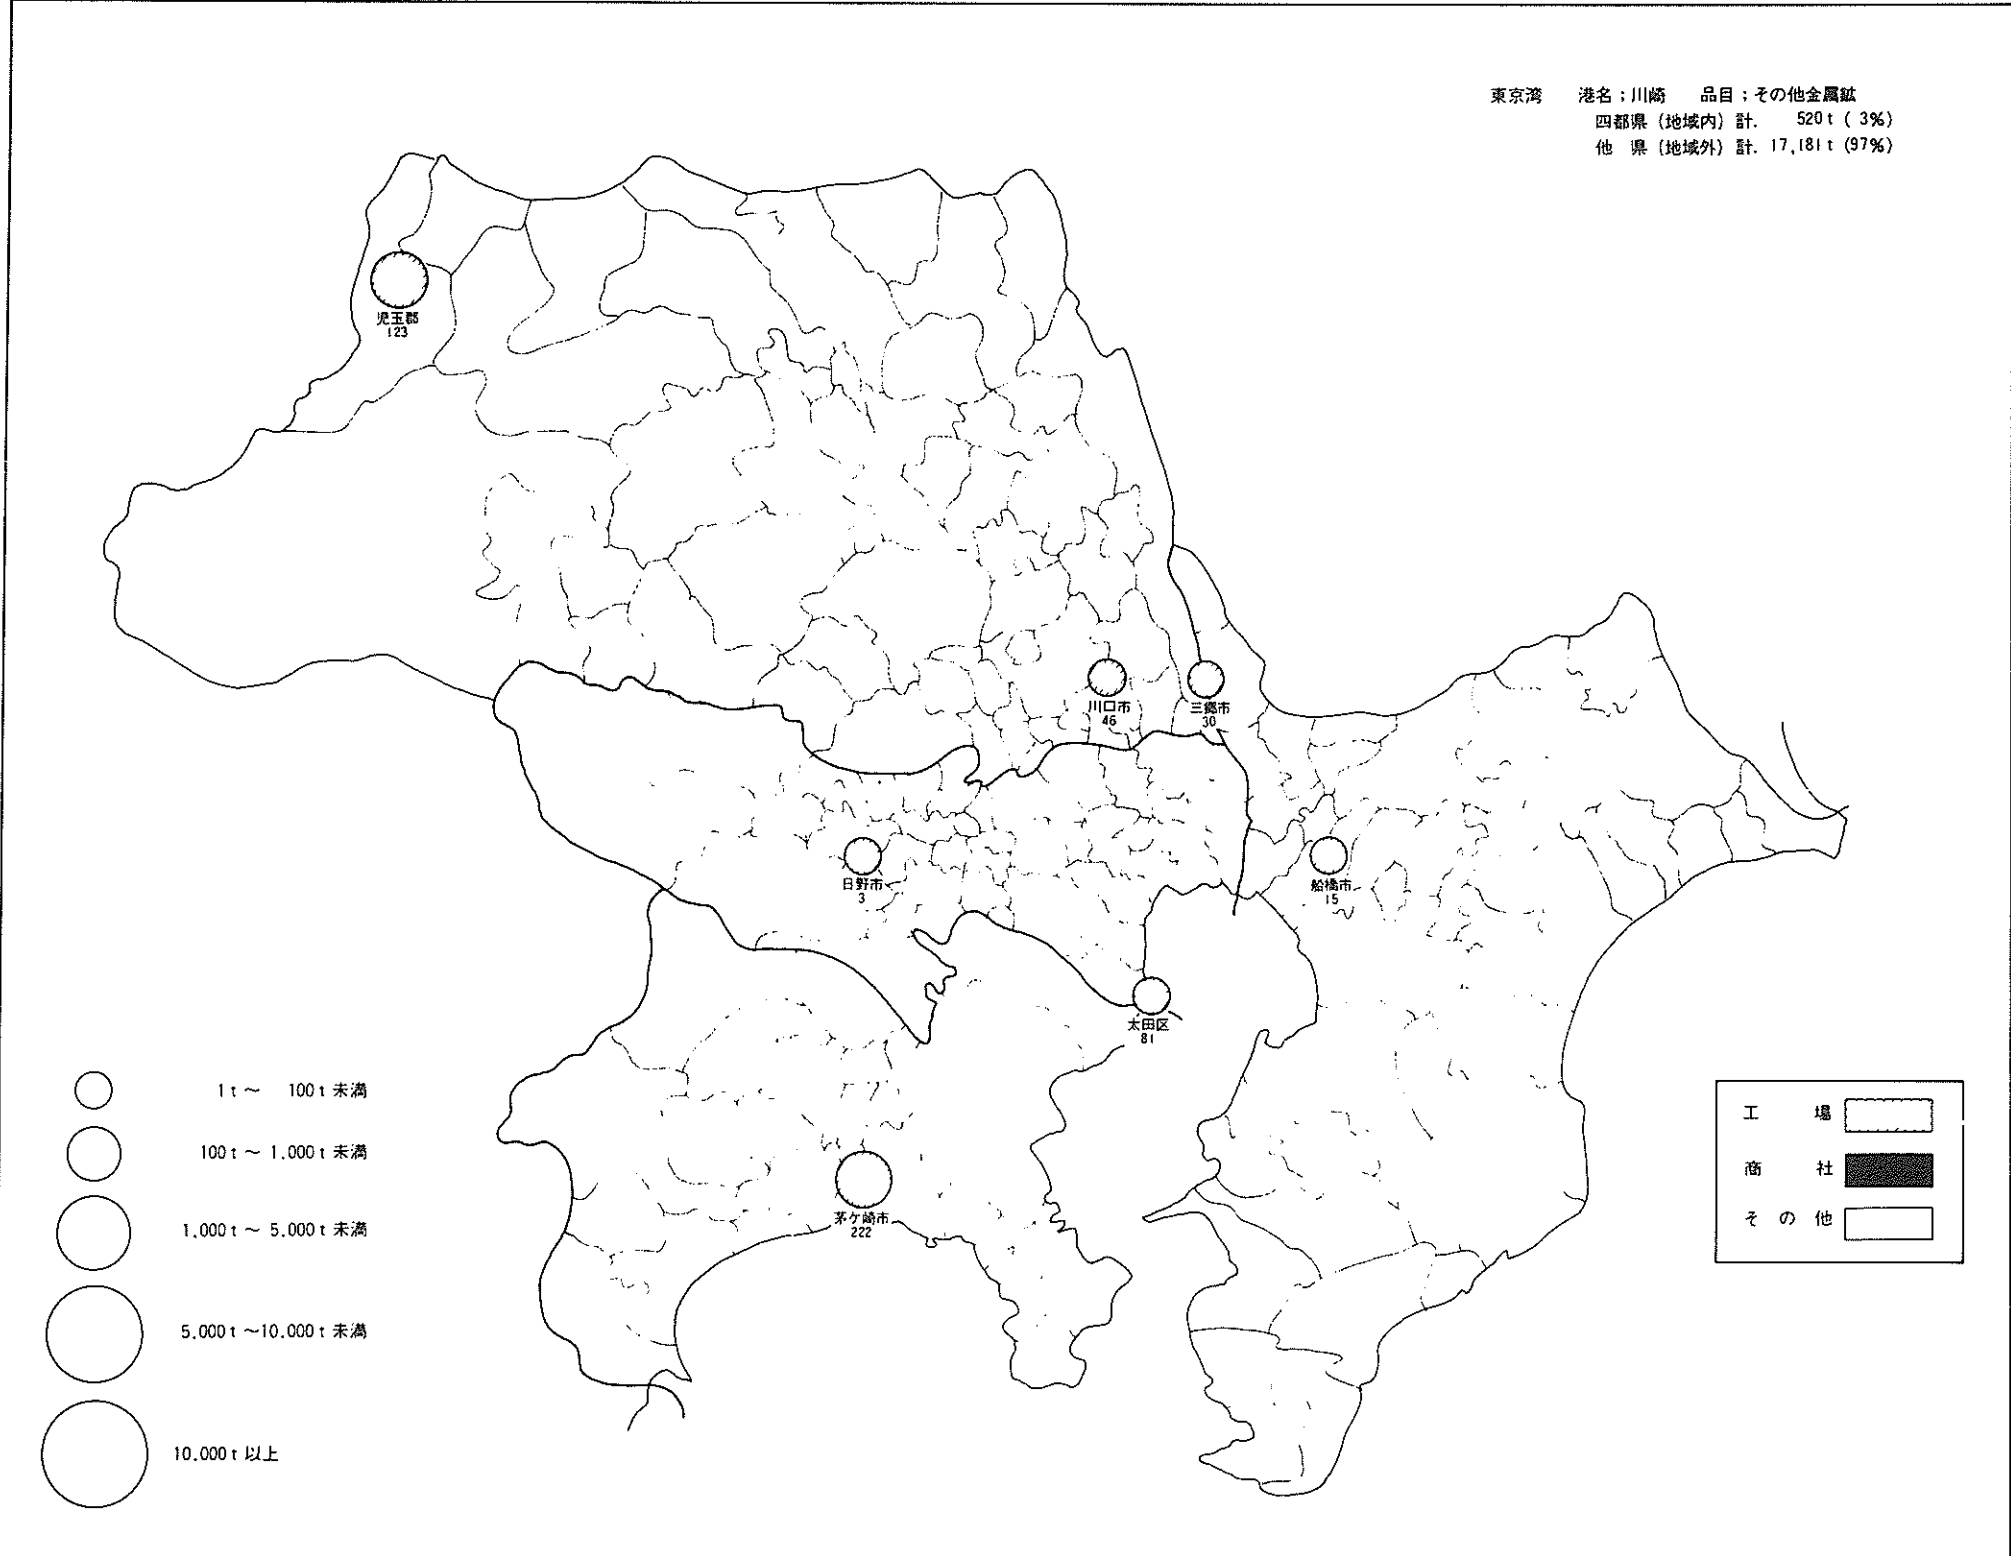 東京湾　港名；川崎　品目；その他金属鉱
四都県（地域内）計.　520t ( 3%)
他　県（地域外）計. 17,181t (97%)
児玉郡
123
川口市
46
三郷市
30
日野市
3
船橋市
15
太田区
81
茅ケ崎市
222
1t～　100t未満
100t～1,000t未満
1,000t～5,000t未満
5,000t～10,000t未満
10,000t以上
工　場
商　社
その他